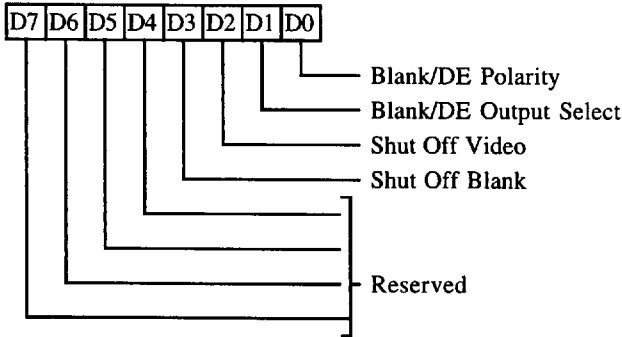 D7 D6 D5 D4 D3 D2 D1 D0
Blank/DE Polarity
Blank/DE Output Select
Shut Off Video
Shut Off Blank
Reserved